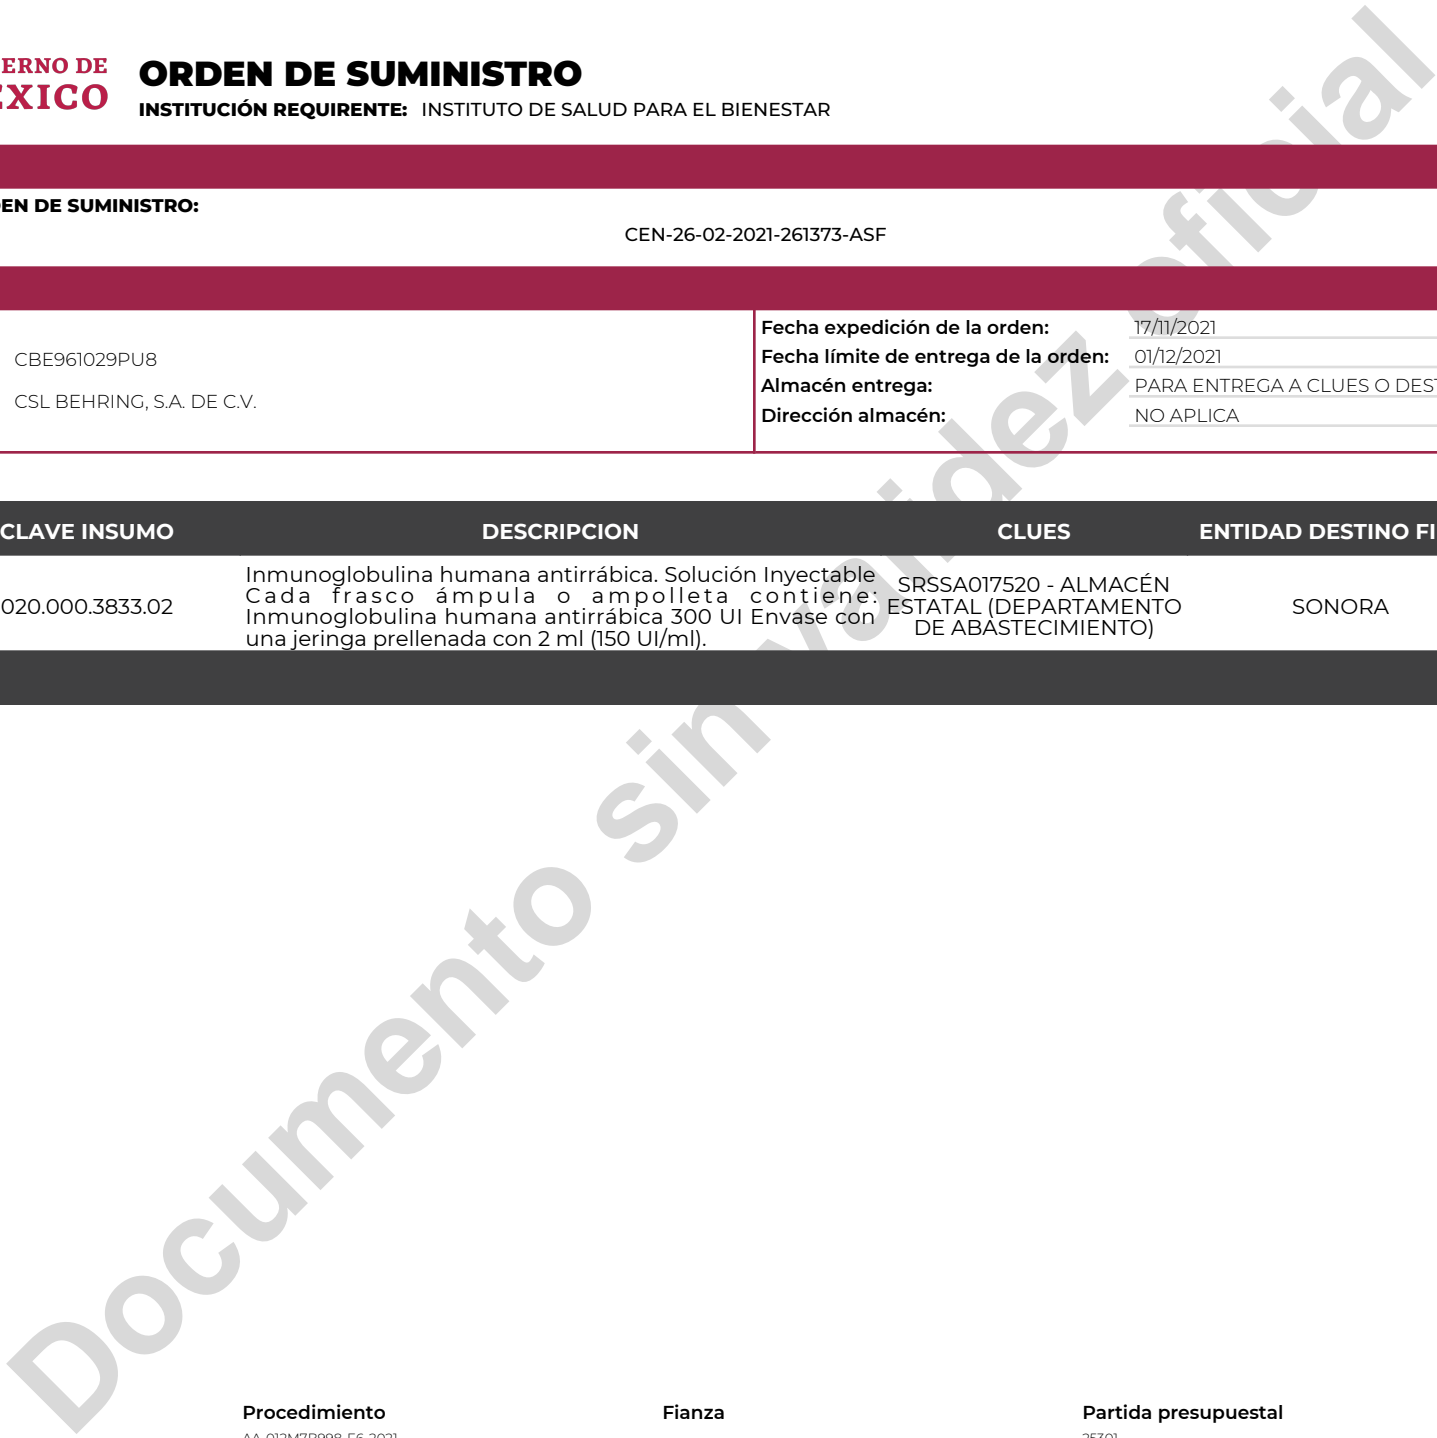 ERNO DE
EXICO
ORDEN DE SUMINISTRO
INSTITUCIÓN REQUIRENTE: INSTITUTO DE SALUD PARA EL BIENESTAR
EN DE SUMINISTRO:
CEN-26-02-2021-261373-ASF
CBE961029PU8
CSL BEHRING, S.A. DE C.V.
Fecha expedición de la orden: 17/11/2021
Fecha límite de entrega de la orden: 01/12/2021
Almacén entrega: PARA ENTREGA A CLUES O DEST
Dirección almacén: NO APLICA
CLAVE INSUMO DESCRIPCION CLUES ENTIDAD DESTINO FI
020.000.3833.02
Inmunoglobulina humana antirrábica. Solución Inyectable
Cada frasco ámpula o ampolleta contiene:
Inmunoglobulina humana antirrábica 300 UI Envase con
una jeringa prellenada con 2 ml (150 UI/ml).
SRSSA017520 - ALMACÉN
ESTATAL (DEPARTAMENTO
DE ABASTECIMIENTO)
SONORA
Documento sin validez oficial
Procedimiento Fianza Partida presupuestal